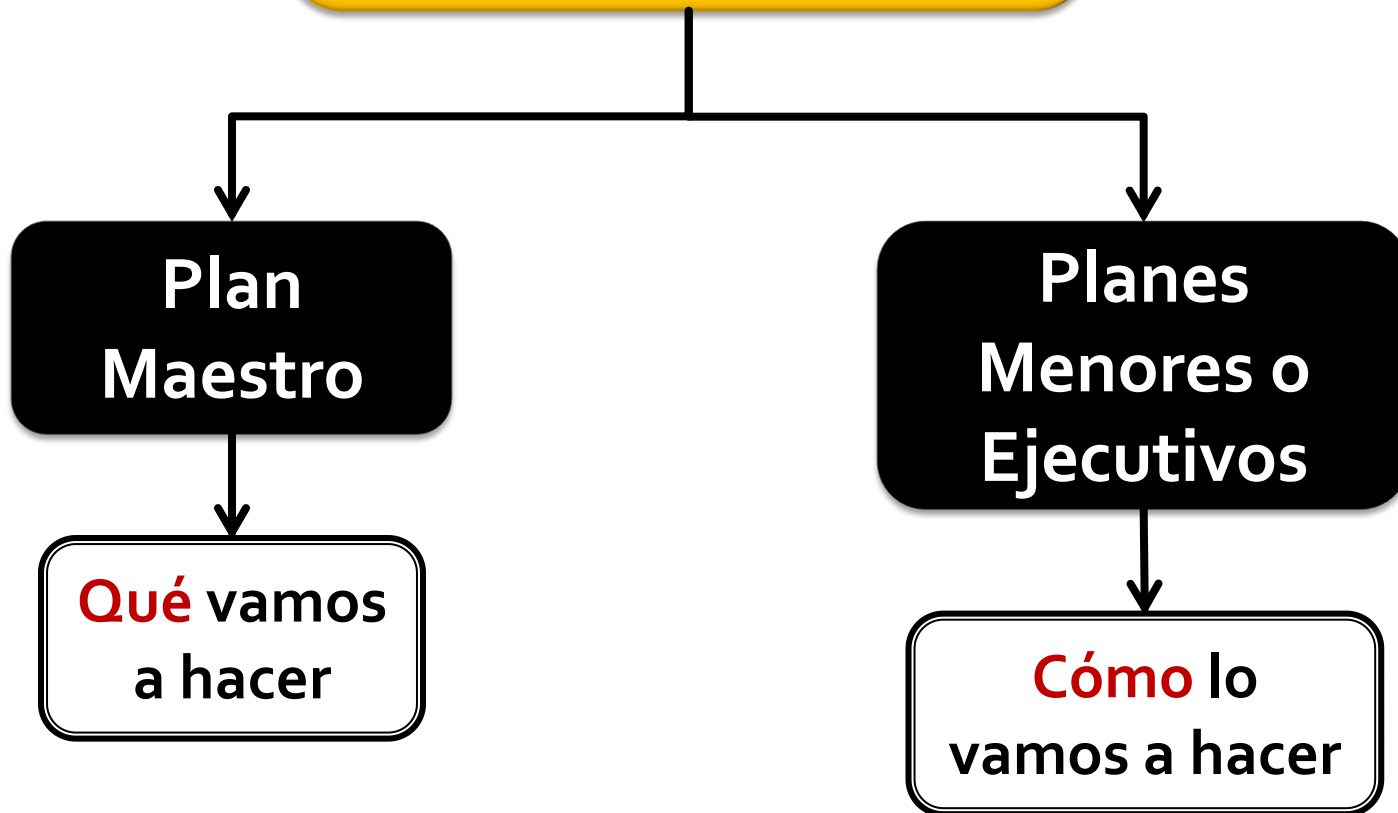 Plan
Maestro
Planes
Menores o
Ejecutivos
Qué vamos
a hacer
Cómo lo
vamos a hacer